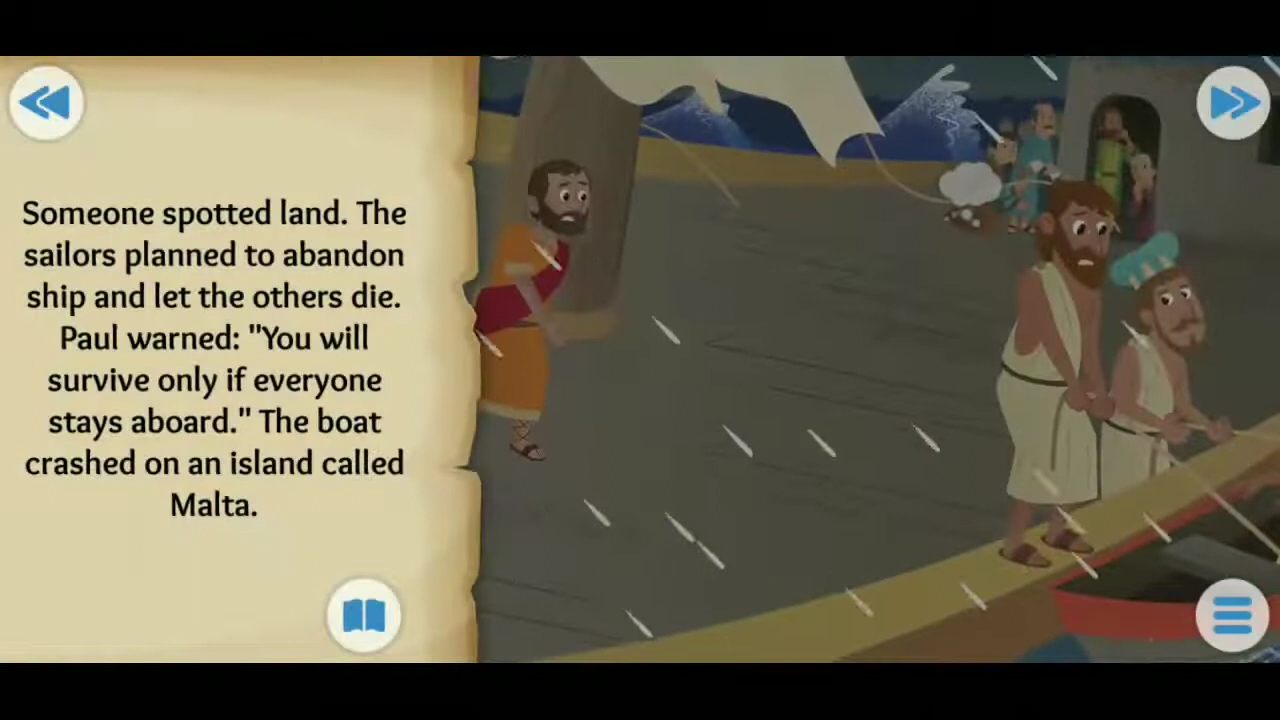 Someone spotted land. The
sailors planned to abandon
ship and let the others die.
Paul warned: "You will
survive only if everyone
stays aboard." The boat
crashed on an island called
Malta.